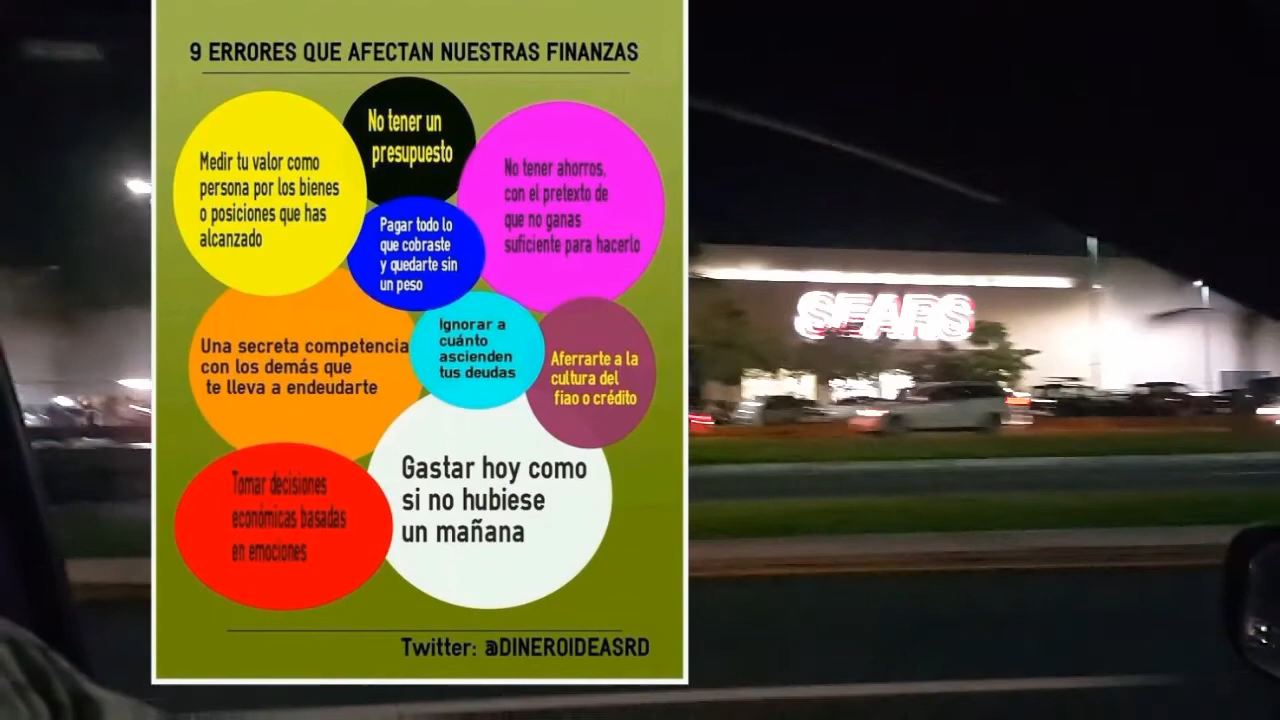 9 ERRORES QUE AFECTAN NUESTRAS FINANZAS
No tener un
presupuesto
Medir tu valor como
persona por los bienes
o posiciones que has
alcanzado
No tener ahorros,
con el pretexto de
que no ganas
suficiente para hacerlo
Pagar todo lo
que cobraste
y quedarte sin
un peso
Una secreta competencia
con los demás que
te lleva a endeudarte
Ignorar a
cuánto
ascienden
tus deudas
Aferrarte a la
cultura del
fiao o crédito
Tomar decisiones
económicas basadas
en emociones
Gastar hoy como
si no hubiese
un mañana
Twitter: @DINEROIDEASRD
SEARS